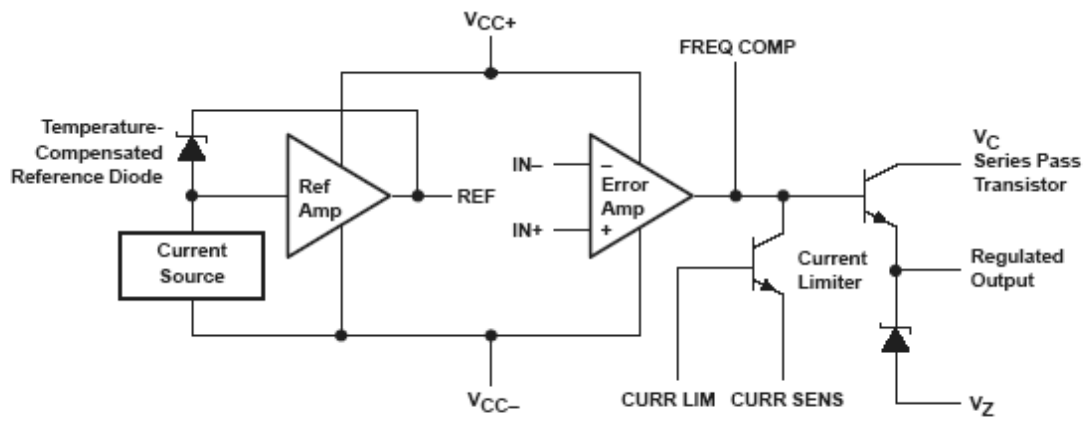 VCC+
FREQ COMP
Temperature-
Compensated
Reference Diode
VC
Series Pass
Transistor
IN–
–
Ref
Amp
REF
Error
Amp
IN+
+
Current
Source
Current
Limiter
Regulated
Output
VCC–
CURR LIM
CURR SENS
VZ